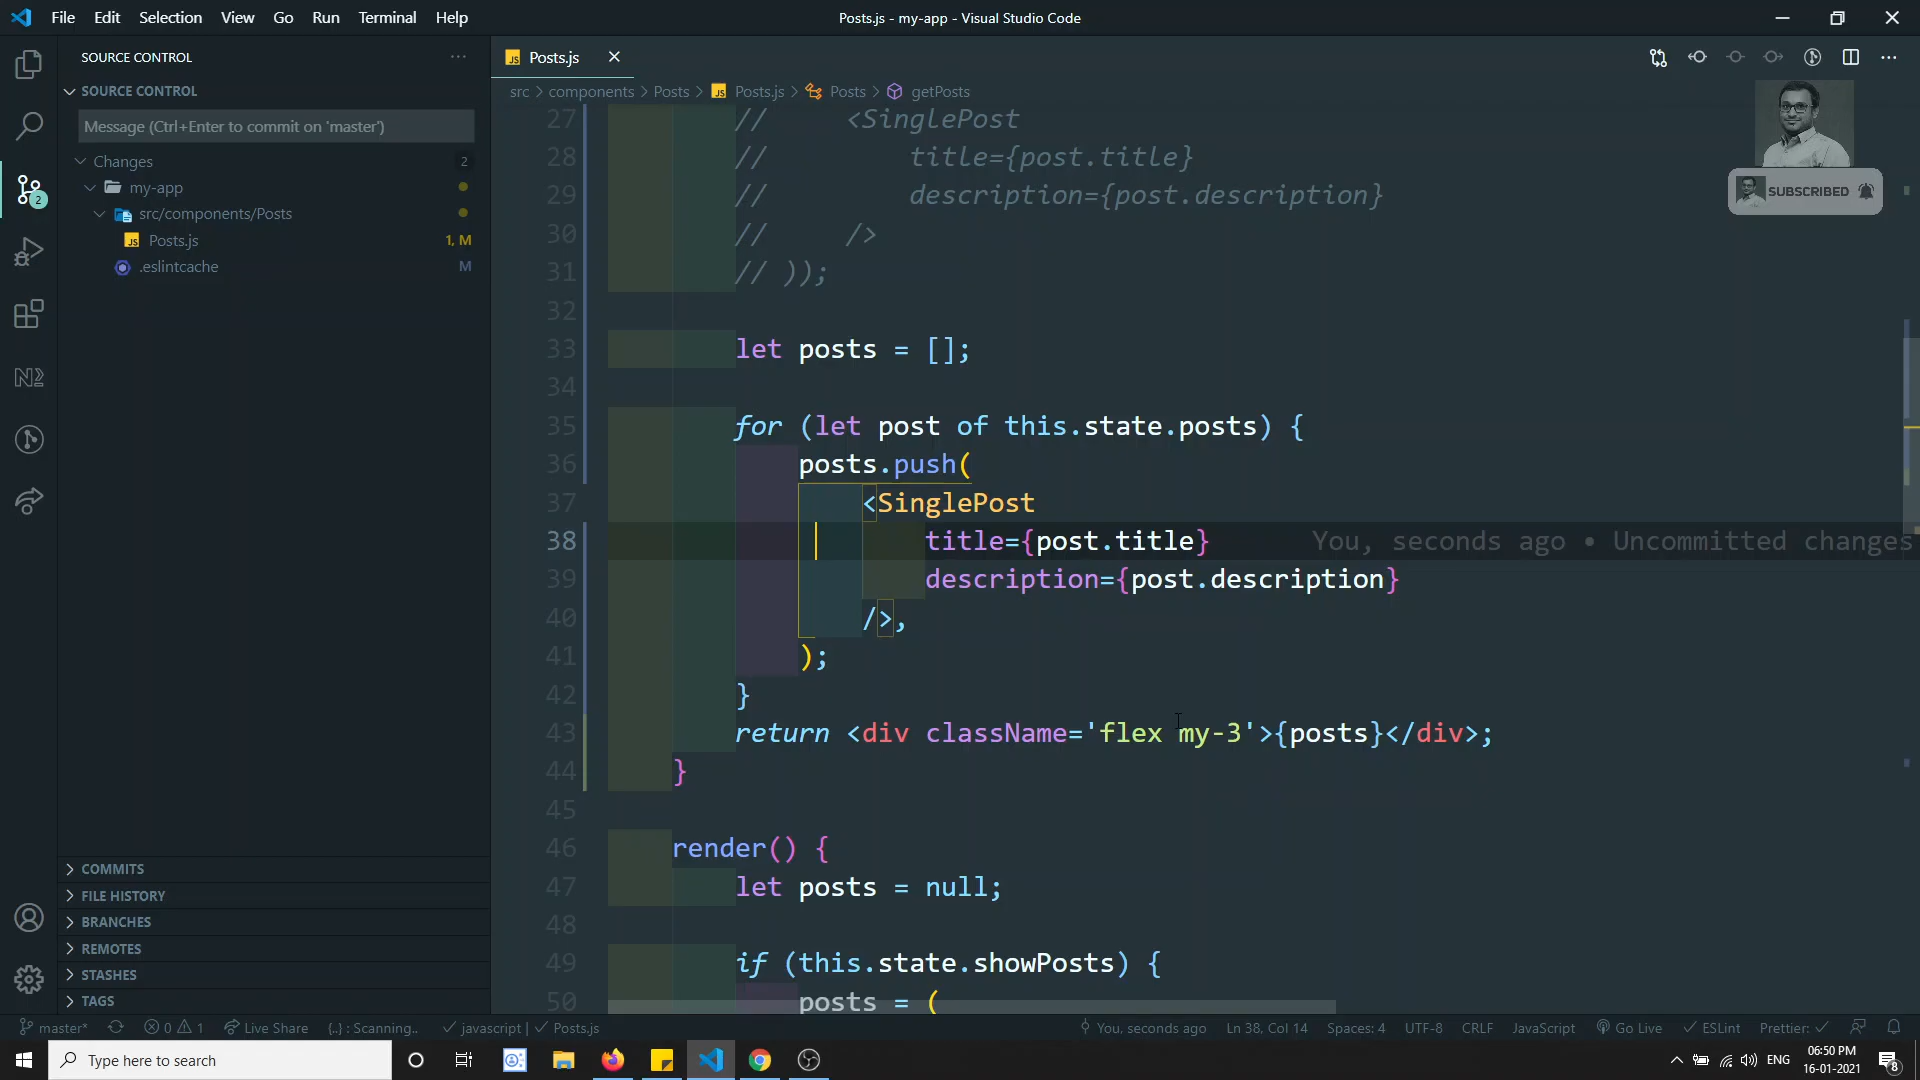 File Edit Selection View Go Run Terminal Help
Posts.js - my-app - Visual Studio Code
SOURCE CONTROL
SOURCE CONTROL
Message (Ctrl+Enter to commit on 'master')
Changes 2
my-app
src/components/Posts
Posts.js 1, M
.eslintcache M
COMMITS
FILE HISTORY
BRANCHES
REMOTES
STASHES
TAGS
2
Posts.js
src > components > Posts > Posts.js > Posts > getPosts
SUBSCRIBED
27 // <SinglePost
28 // title={post.title}
29 // description={post.description}
30 // />
31 // ));
32
33 let posts = [];
34
35 for (let post of this.state.posts) {
36 posts.push(
37 <SinglePost
38 title={post.title} You, seconds ago • Uncommitted changes
39 description={post.description}
40 />,
41 );
42 }
43 return <div className='flex my-3'>{posts}</div>;
44 }
45
46 render() {
47 let posts = null;
48
49 if (this.state.showPosts) {
50 posts = (
master* 0 1 Live Share {..} : Scanning.. javascript | Posts.js You, seconds ago Ln 38, Col 14 Spaces: 4 UTF-8 CRLF JavaScript Go Live ESLint Prettier:
Type here to search
ENG
06:50 PM
16-01-2021
8